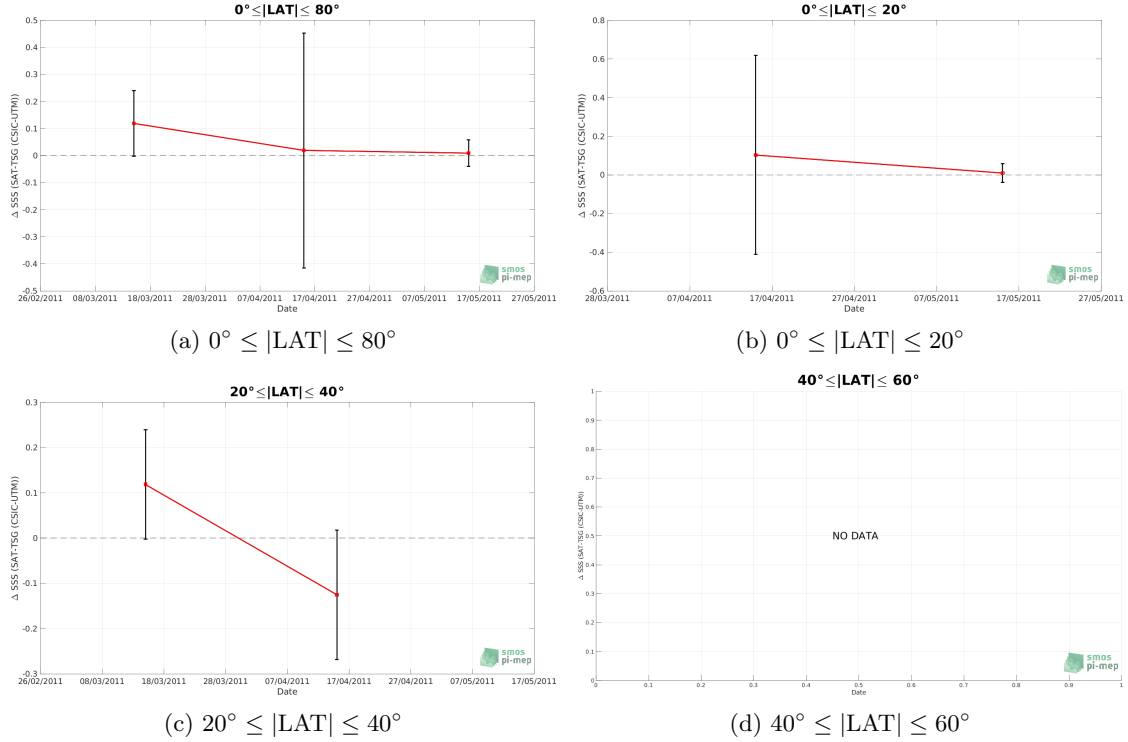 0°≤|LAT|≤ 80°
Δ SSS (SAT-TSG (CSIC-UTM))
0.5
0.4
0.3
0.2
0.1
0
-0.1
-0.2
-0.3
-0.4
-0.5
26/02/2011 08/03/2011 18/03/2011 28/03/2011 07/04/2011 17/04/2011 27/04/2011 07/05/2011 17/05/2011 27/05/2011
Date
smos
pi-mep
(a) 0° ≤ |LAT| ≤ 80°
0°≤|LAT|≤ 20°
Δ SSS (SAT-TSG (CSIC-UTM))
0.8
0.6
0.4
0.2
0
-0.2
-0.4
-0.6
28/03/2011 07/04/2011 17/04/2011 27/04/2011 07/05/2011 17/05/2011 27/05/2011
Date
smos
pi-mep
(b) 0° ≤ |LAT| ≤ 20°
20°≤|LAT|≤ 40°
Δ SSS (SAT-TSG (CSIC-UTM))
0.3
0.2
0.1
0
-0.1
-0.2
-0.3
26/02/2011 08/03/2011 18/03/2011 28/03/2011 07/04/2011 17/04/2011 27/04/2011 07/05/2011 17/05/2011
Date
smos
pi-mep
(c) 20° ≤ |LAT| ≤ 40°
40°≤|LAT|≤ 60°
Δ SSS (SAT-TSG (CSIC-UTM))
1
0.9
0.8
0.7
0.6
0.5
0.4
0.3
0.2
0.1
0
NO DATA
0 0.1 0.2 0.3 0.4 0.5 0.6 0.7 0.8 0.9 1
Date
smos
pi-mep
(d) 40° ≤ |LAT| ≤ 60°